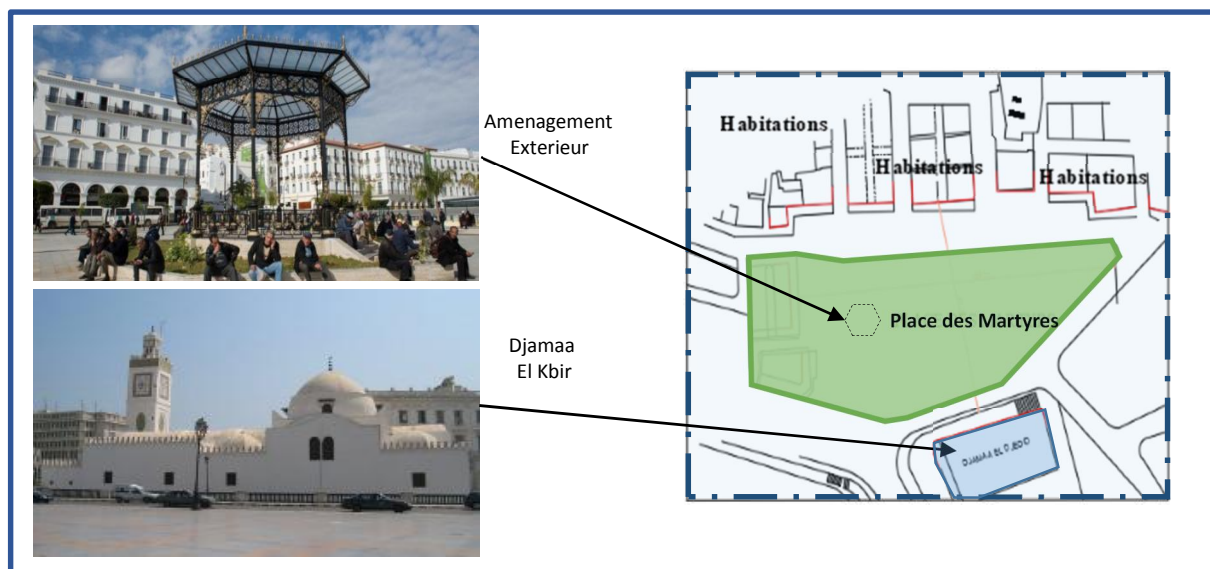 Amenagement
Exterieur
Habitations
Habitations
Habitations
Place des Martyres
Djamaa
El Kbir